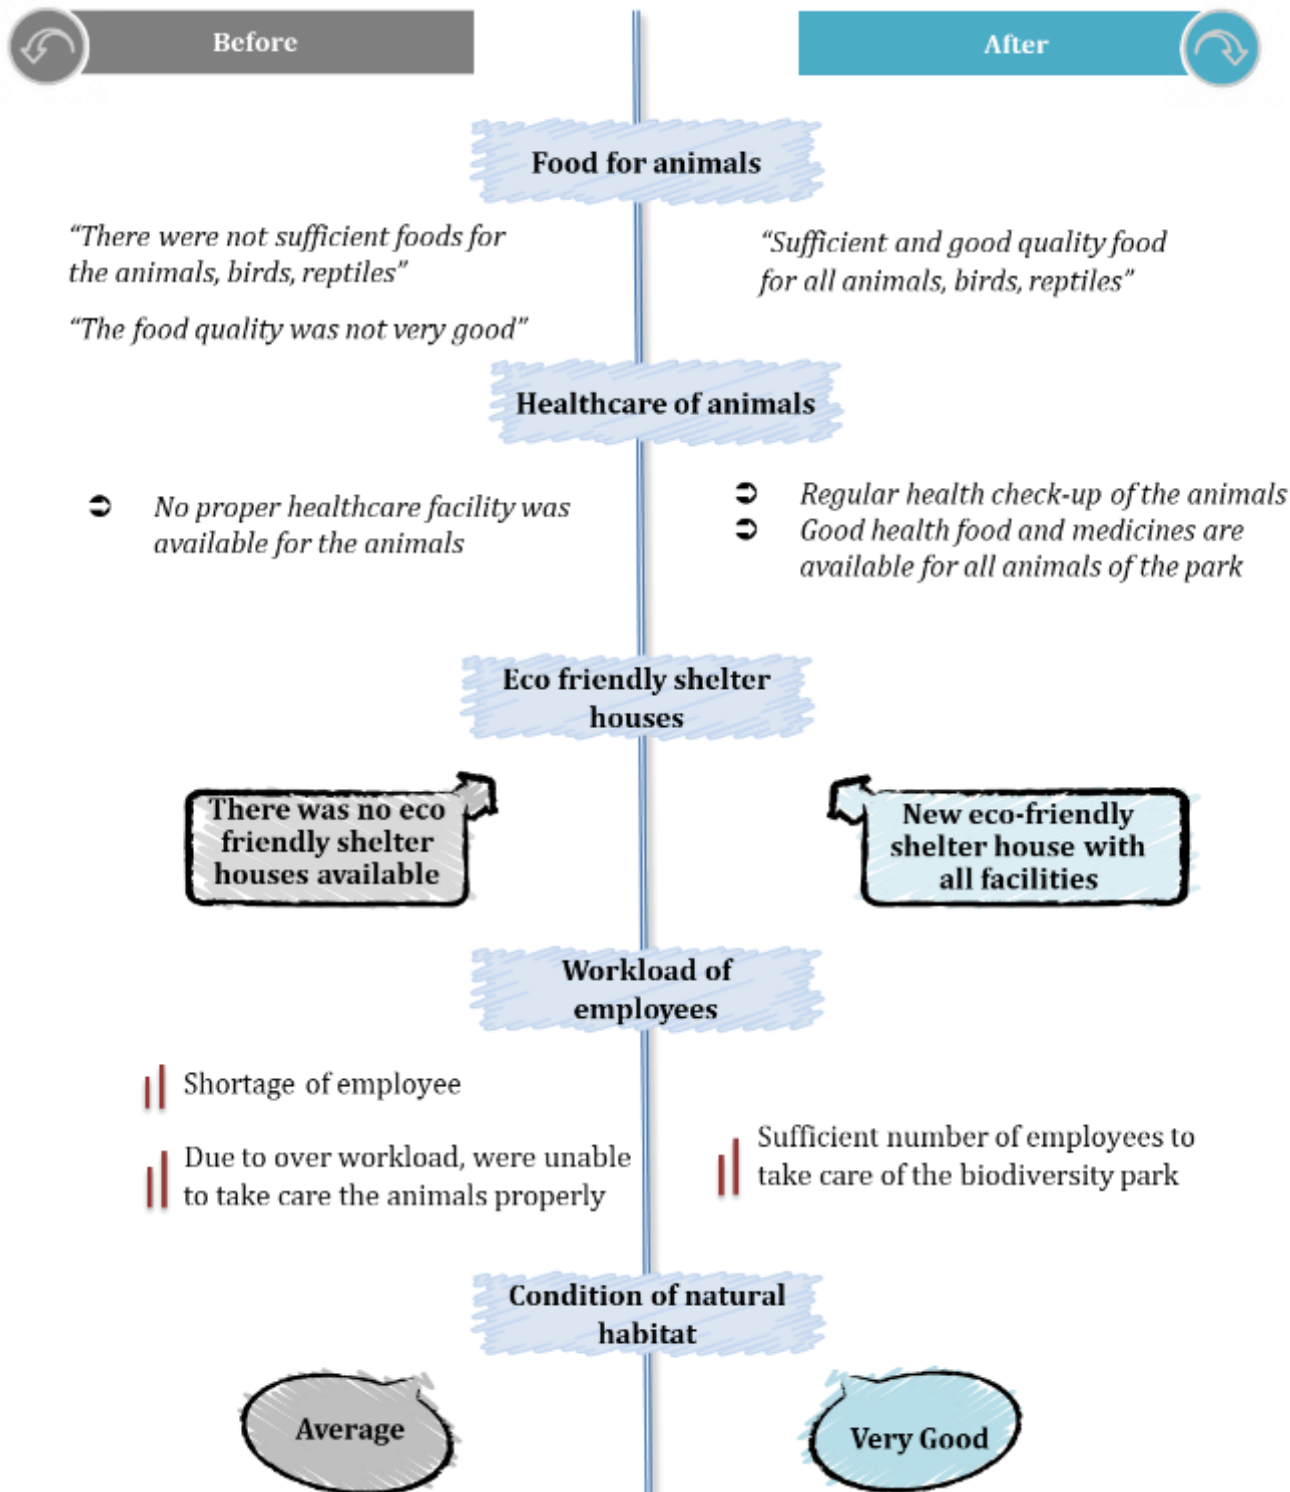 Before
After
Food for animals
“There were not sufficient foods for
the animals, birds, reptiles”
“The food quality was not very good”
“Sufficient and good quality food
for all animals, birds, reptiles”
Healthcare of animals
No proper healthcare facility was
available for the animals
Regular health check-up of the animals
Good health food and medicines are
available for all animals of the park
Eco friendly shelter
houses
There was no eco
friendly shelter
houses available
New eco-friendly
shelter house with
all facilities
Workload of
employees
Shortage of employee
Due to over workload, were unable
to take care the animals properly
Sufficient number of employees to
take care of the biodiversity park
Condition of natural
habitat
Average
Very Good